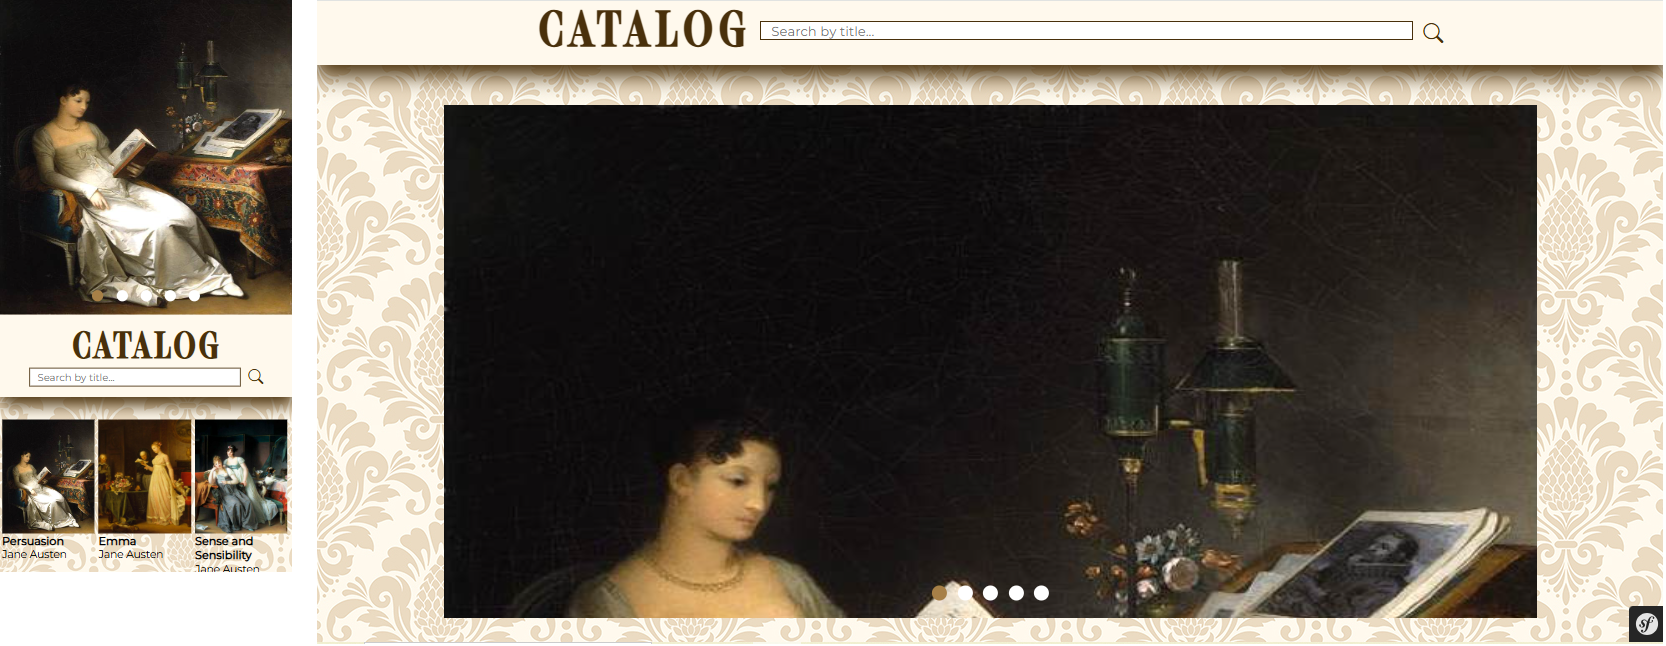 CATALOG
Search by title...
Persuasion
Jane Austen
Emma
Jane Austen
Sense and
Sensibility
Jane Austen
CATALOG
Search by title...
sf